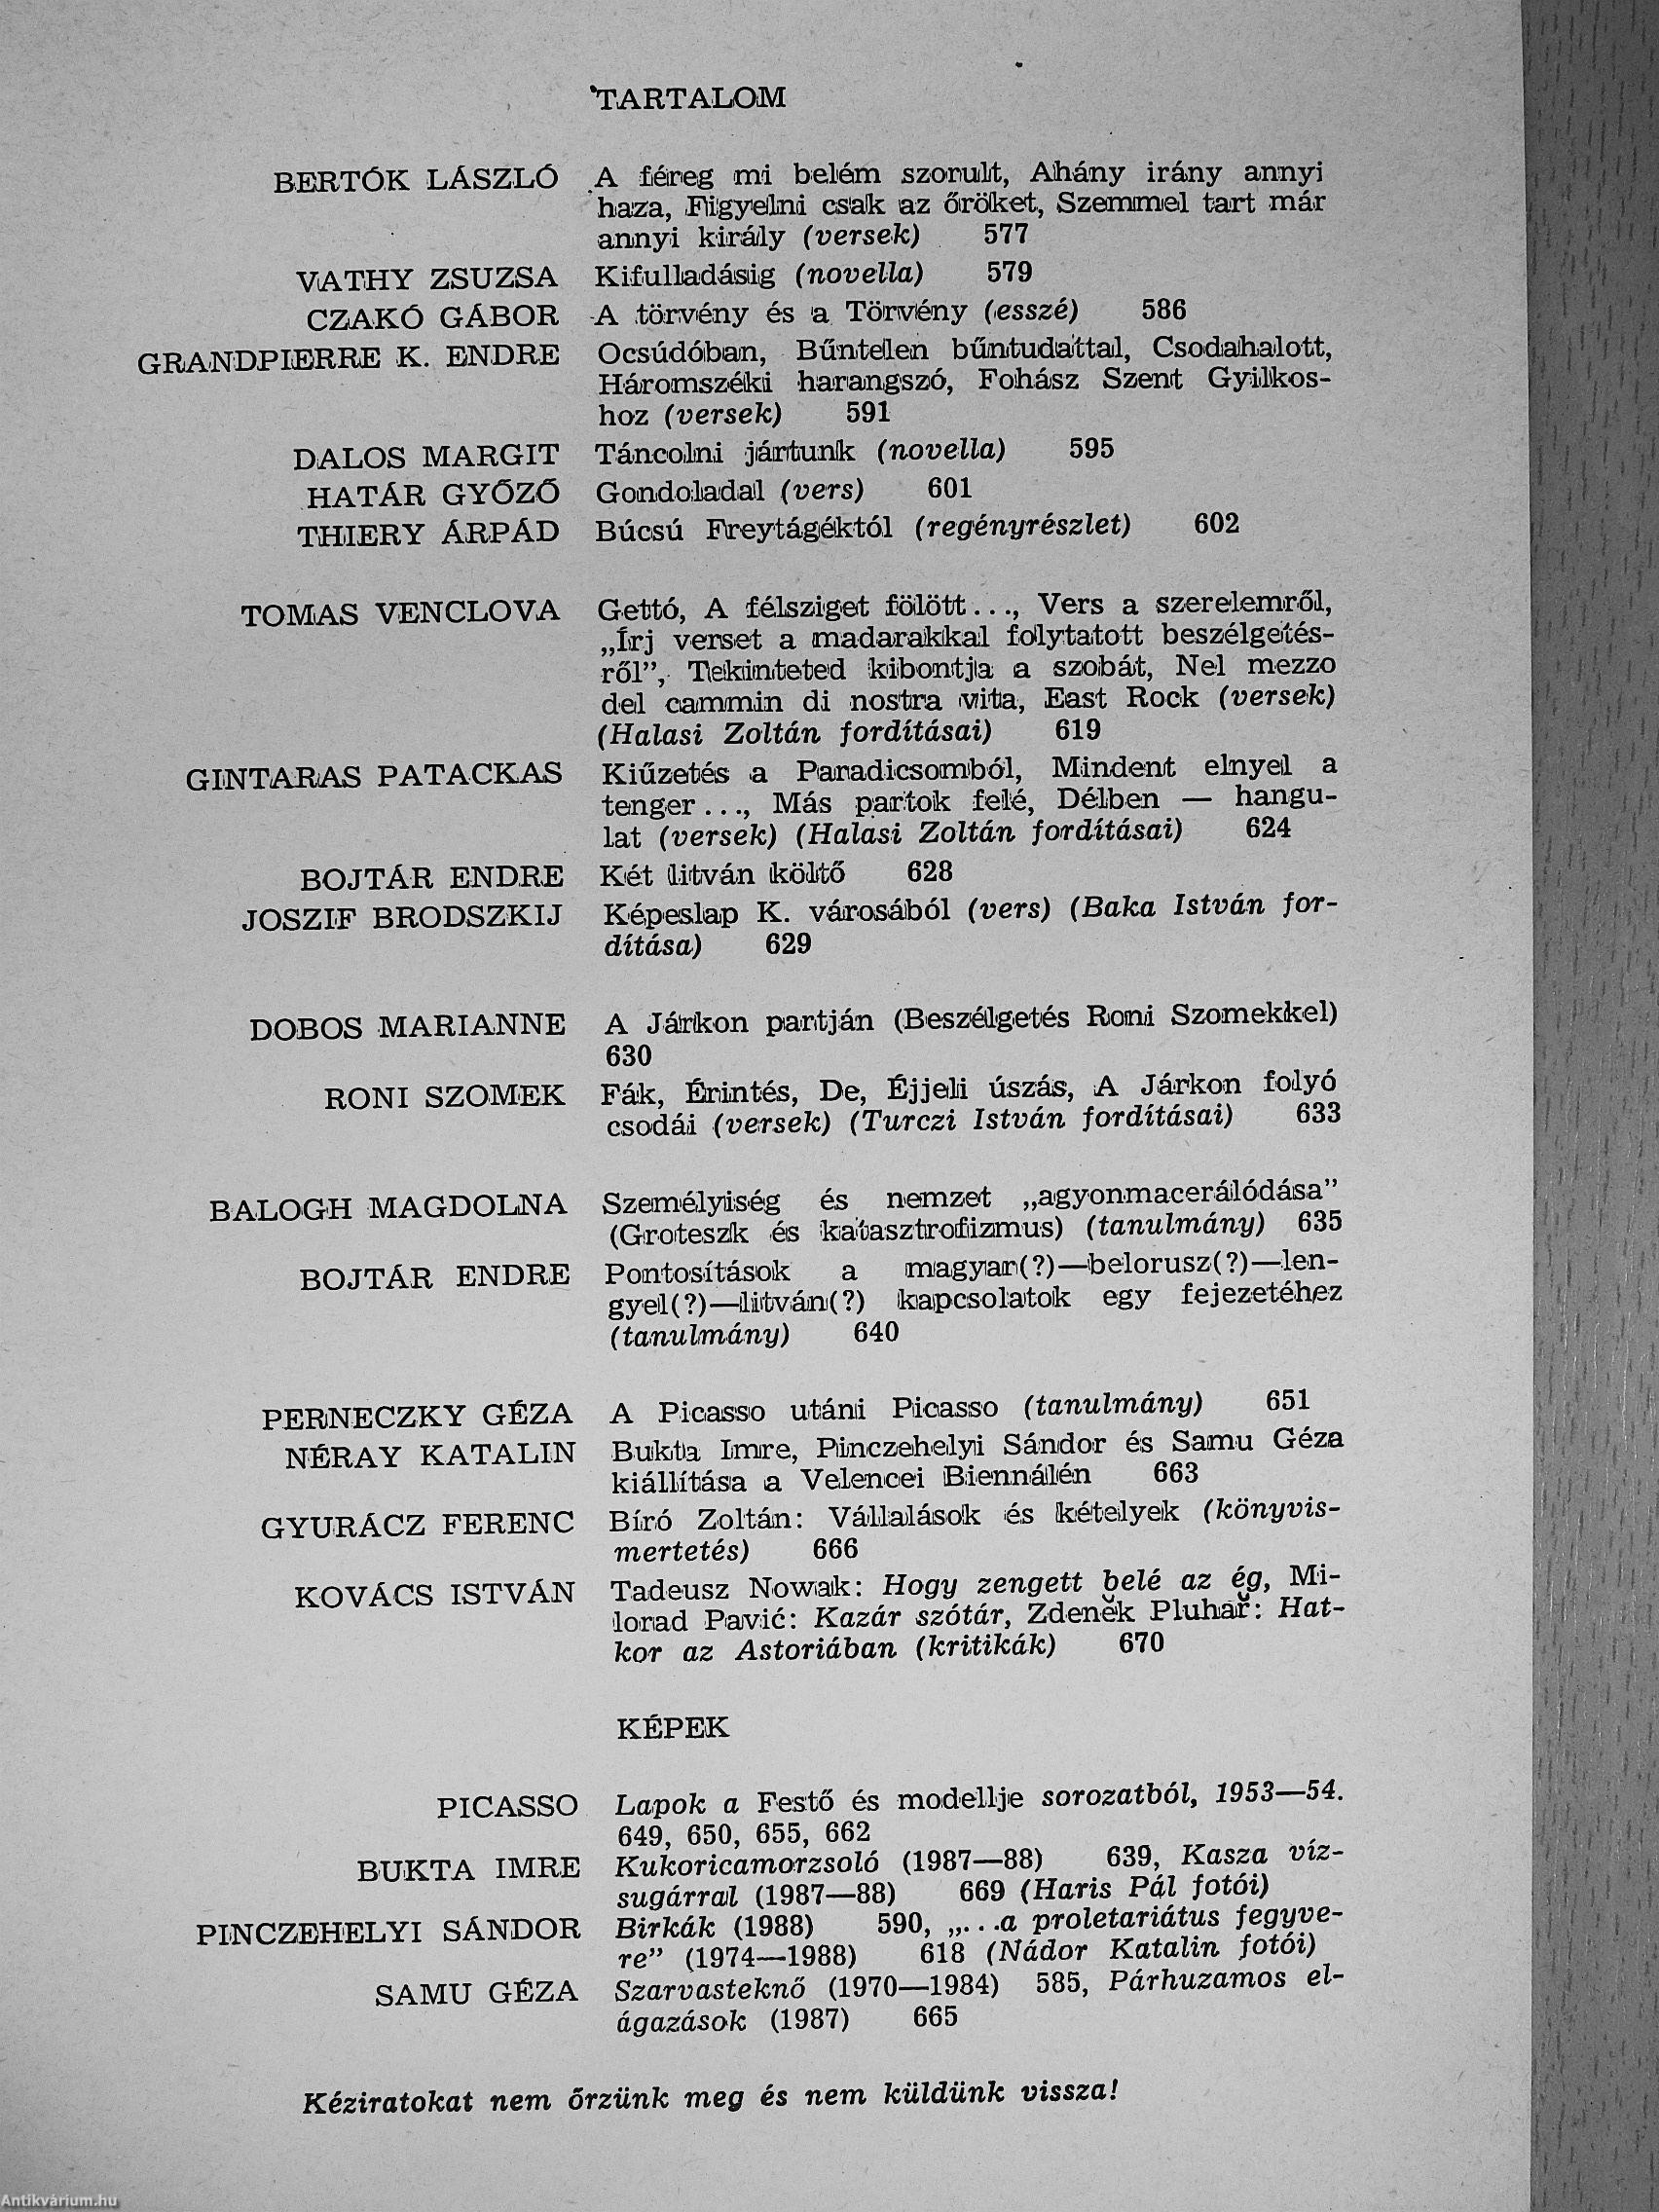 TARTALOM
BERTÓK LÁSZLÓ A féreg mi belém szorult, Ahány irány annyi
haza, Figyelni csak az őröket, Szemmel tart már
annyi király (versek) 577
VATHY ZSUZSA Kifulladásig (novella) 579
CZAKÓ GÁBOR A törvény és a Törvény (esszé) 586
GRANDPIERRE K. ENDRE Ocsúdóban, Bűntelen bűntudattal, Csodahalott,
Háromszéki harangszó, Fohász Szent Gyilkos-
hoz (versek) 591
DALOS MARGIT Táncolni jártunk (novella) 595
HATÁR GYŐZŐ Gondoladal (vers) 601
THIERY ÁRPÁD Búcsú Freytágéktól (regényrészlet) 602
TOMAS VENCLOVA Gettó, A félsziget fölött..., Vers a szerelemről,
„Írj verset a madarakkal folytatott beszélgetés-
ről”, Tekinteted kibontja a szobát, Nel mezzo
del cammin di nostra vita, East Rock (versek)
(Halasi Zoltán fordításai) 619
GINTARAS PATACKAS Kiűzetés a Paradicsomból, Mindent elnyel a
tenger..., Más partok felé, Délben — hangu-
lat (versek) (Halasi Zoltán fordításai) 624
BOJTÁR ENDRE Két litván költő 628
JOSZIF BRODSZKIJ Képeslap K. városából (vers) (Baka István for-
dítása) 629
DOBOS MARIANNE A Járkon partján (Beszélgetés Roni Szomekkel)
630
RONI SZOMEK Fák, Érintés, De, Éjjeli úszás, A Járkon folyó
csodái (versek) (Turczi István fordításai) 633
BALOGH MAGDOLNA Személyiség és nemzet „agyonmacerálódása”
(Groteszk és katasztrofizmus) (tanulmány) 635
BOJTÁR ENDRE Pontosítások a magyar(?)—belorusz(?)—len-
gyel(?)—litván(?) kapcsolatok egy fejezetéhez
(tanulmány) 640
PERNECZKY GÉZA A Picasso utáni Picasso (tanulmány) 651
NÉRAY KATALIN Bukta Imre, Pinczehelyi Sándor és Samu Géza
kiállítása a Velencei Biennálén 663
GYURÁCZ FERENC Bíró Zoltán: Vállalások és kételyek (könyvis-
mertetés) 666
KOVÁCS ISTVÁN Tadeusz Nowak: Hogy zengett belé az ég, Mi-
lorad Pavić: Kazár szótár, Zdeněk Pluhař: Hat-
kor az Astoriában (kritikák) 670
KÉPEK
PICASSO Lapok a Festő és modellje sorozatból, 1953—54.
649, 650, 655, 662
BUKTA IMRE Kukoricamorzsoló (1987—88) 639, Kasza víz-
sugárral (1987—88) 669 (Haris Pál fotói)
PINCZEHELYI SÁNDOR Birkák (1988) 590, „...a proletariátus fegyve-
re” (1974—1988) 618 (Nádor Katalin fotói)
SAMU GÉZA Szarvasteknő (1970—1984) 585, Párhuzamos el-
ágazások (1987) 665
Kéziratokat nem őrzünk meg és nem küldünk vissza!
Antikvárium.hu